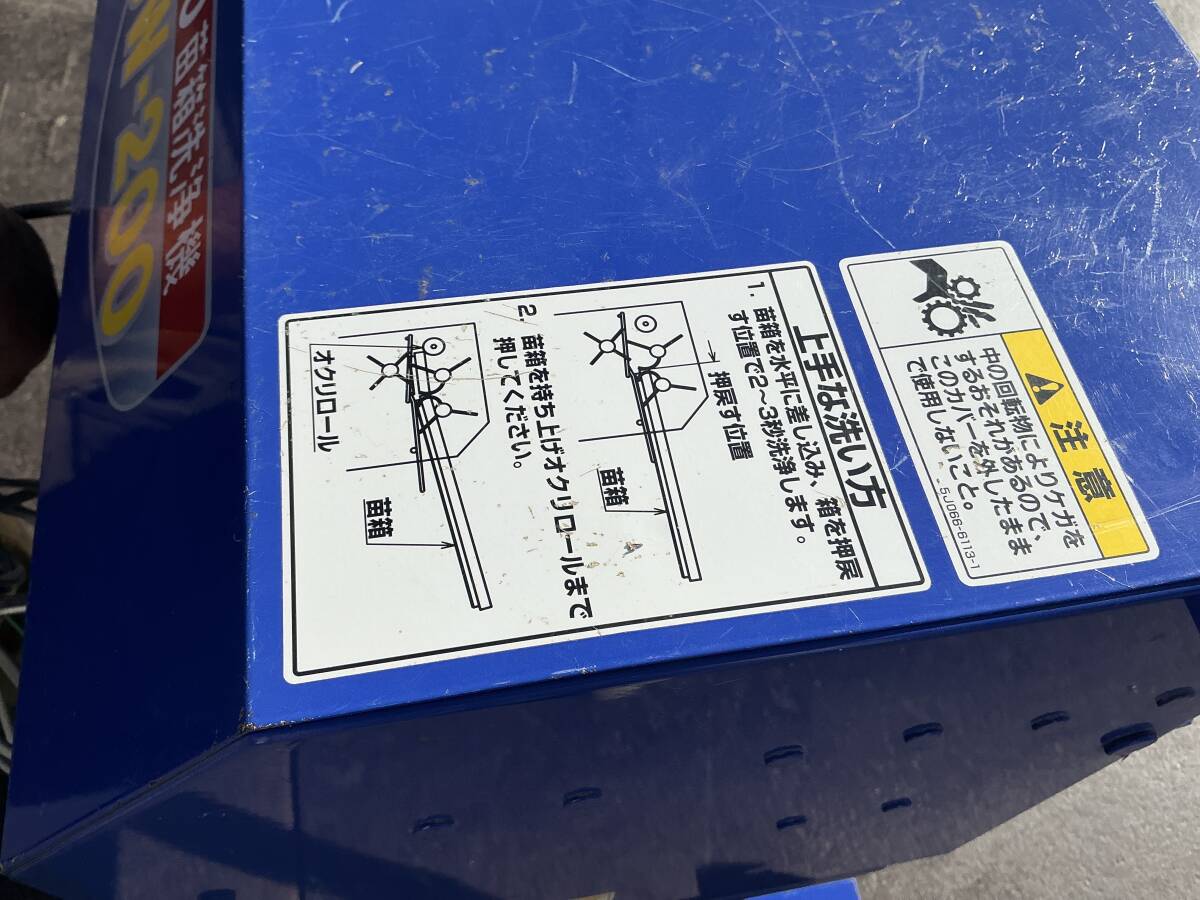 苗箱洗浄機
-200
注意
中の回転物によりケガを
するおそれがあるので、
このカバーを外したまま
で使用しないこと。
5J066-6113-1
上手な洗い方
1. 苗箱を水平に差し込み、箱を押戻
す位置で2～3秒洗浄します。
押戻す位置
苗箱
2. 苗箱を持ち上げオクリロールまで
押してください。
オクリロール
苗箱